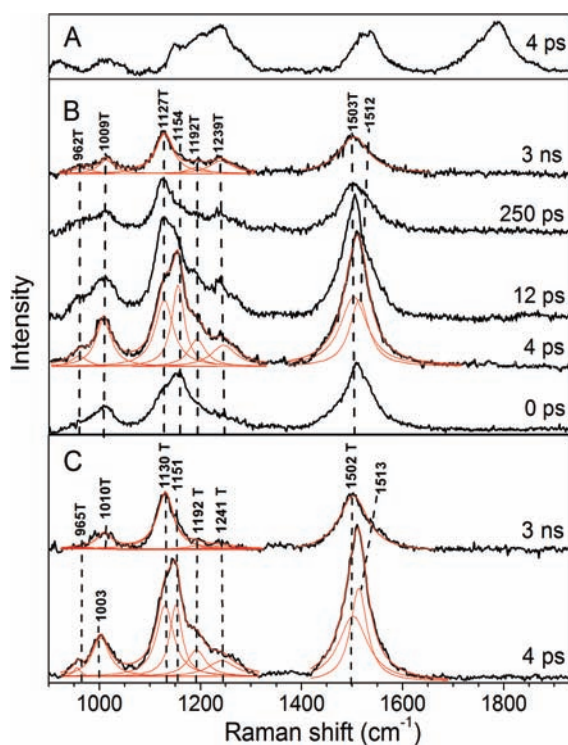 A
4 ps
B
962T
1009T
1127T
1154
1192T
1239T
1503T
-1512
3 ns
250 ps
12 ps
4 ps
0 ps
C
965T
1010T
1003
1130 T
1151
1192 T
1241 T
1502 T
1513
3 ns
4 ps
Intensity
1000 1200 1400 1600 1800
Raman shift (cm-1)